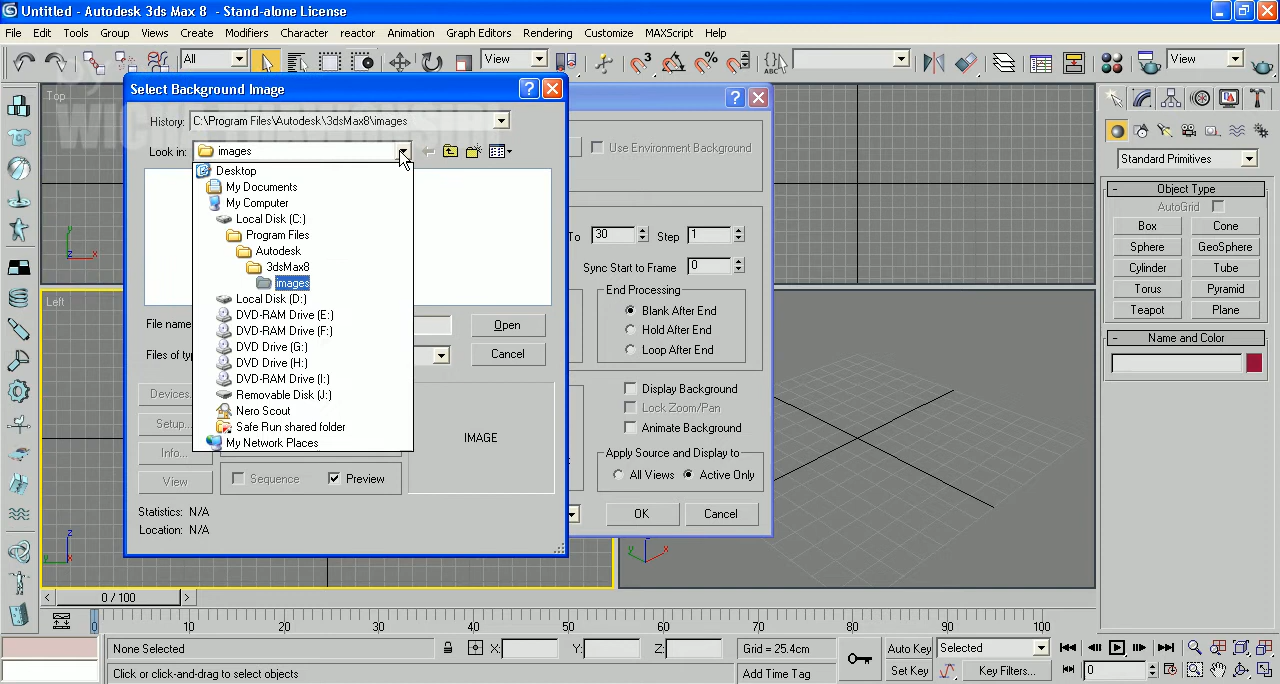 Untitled - Autodesk 3ds Max 8 - Stand-alone License
File Edit Tools Group Views Create Modifiers Character reactor Animation Graph Editors Rendering Customize MAXScript Help
All View 3 ABC View
by
Select Background Image
Top
History: C:\Program Files\Autodesk\3dsMax8\images
Use Environment Background
Look in: images
Standard Primitives
Desktop
My Documents
My Computer
Local Disk (C:)
Program Files
Autodesk
3dsMax8
images
Local Disk (D:)
DVD-RAM Drive (E:)
DVD-RAM Drive (F:)
DVD Drive (G:)
DVD Drive (H:)
DVD-RAM Drive (I:)
Removable Disk (J:)
Nero Scout
Safe Run shared folder
My Network Places
File name
Open
Files of ty
Cancel
Devices.
Setup..
Info...
View
IMAGE
Sequence Preview
Statistics: N/A
Location: N/A
To 30 Step 1
Sync Start to Frame 0
End Processing
Blank After End
Hold After End
Loop After End
Display Background
Lock Zoom/Pan
Animate Background
Apply Source and Display to
All Views Active Only
OK Cancel
Object Type
AutoGrid
Box Cone
Sphere GeoSphere
Cylinder Tube
Torus Pyramid
Teapot Plane
Name and Color
Left
y z x
z y x
y x
0 / 100
0 10 20 30 40 50 60 70 80 90 100
None Selected X: Y: Z: Grid = 25.4cm Auto Key Selected
Click or click-and-drag to select objects Add Time Tag Set Key Key Filters... 0